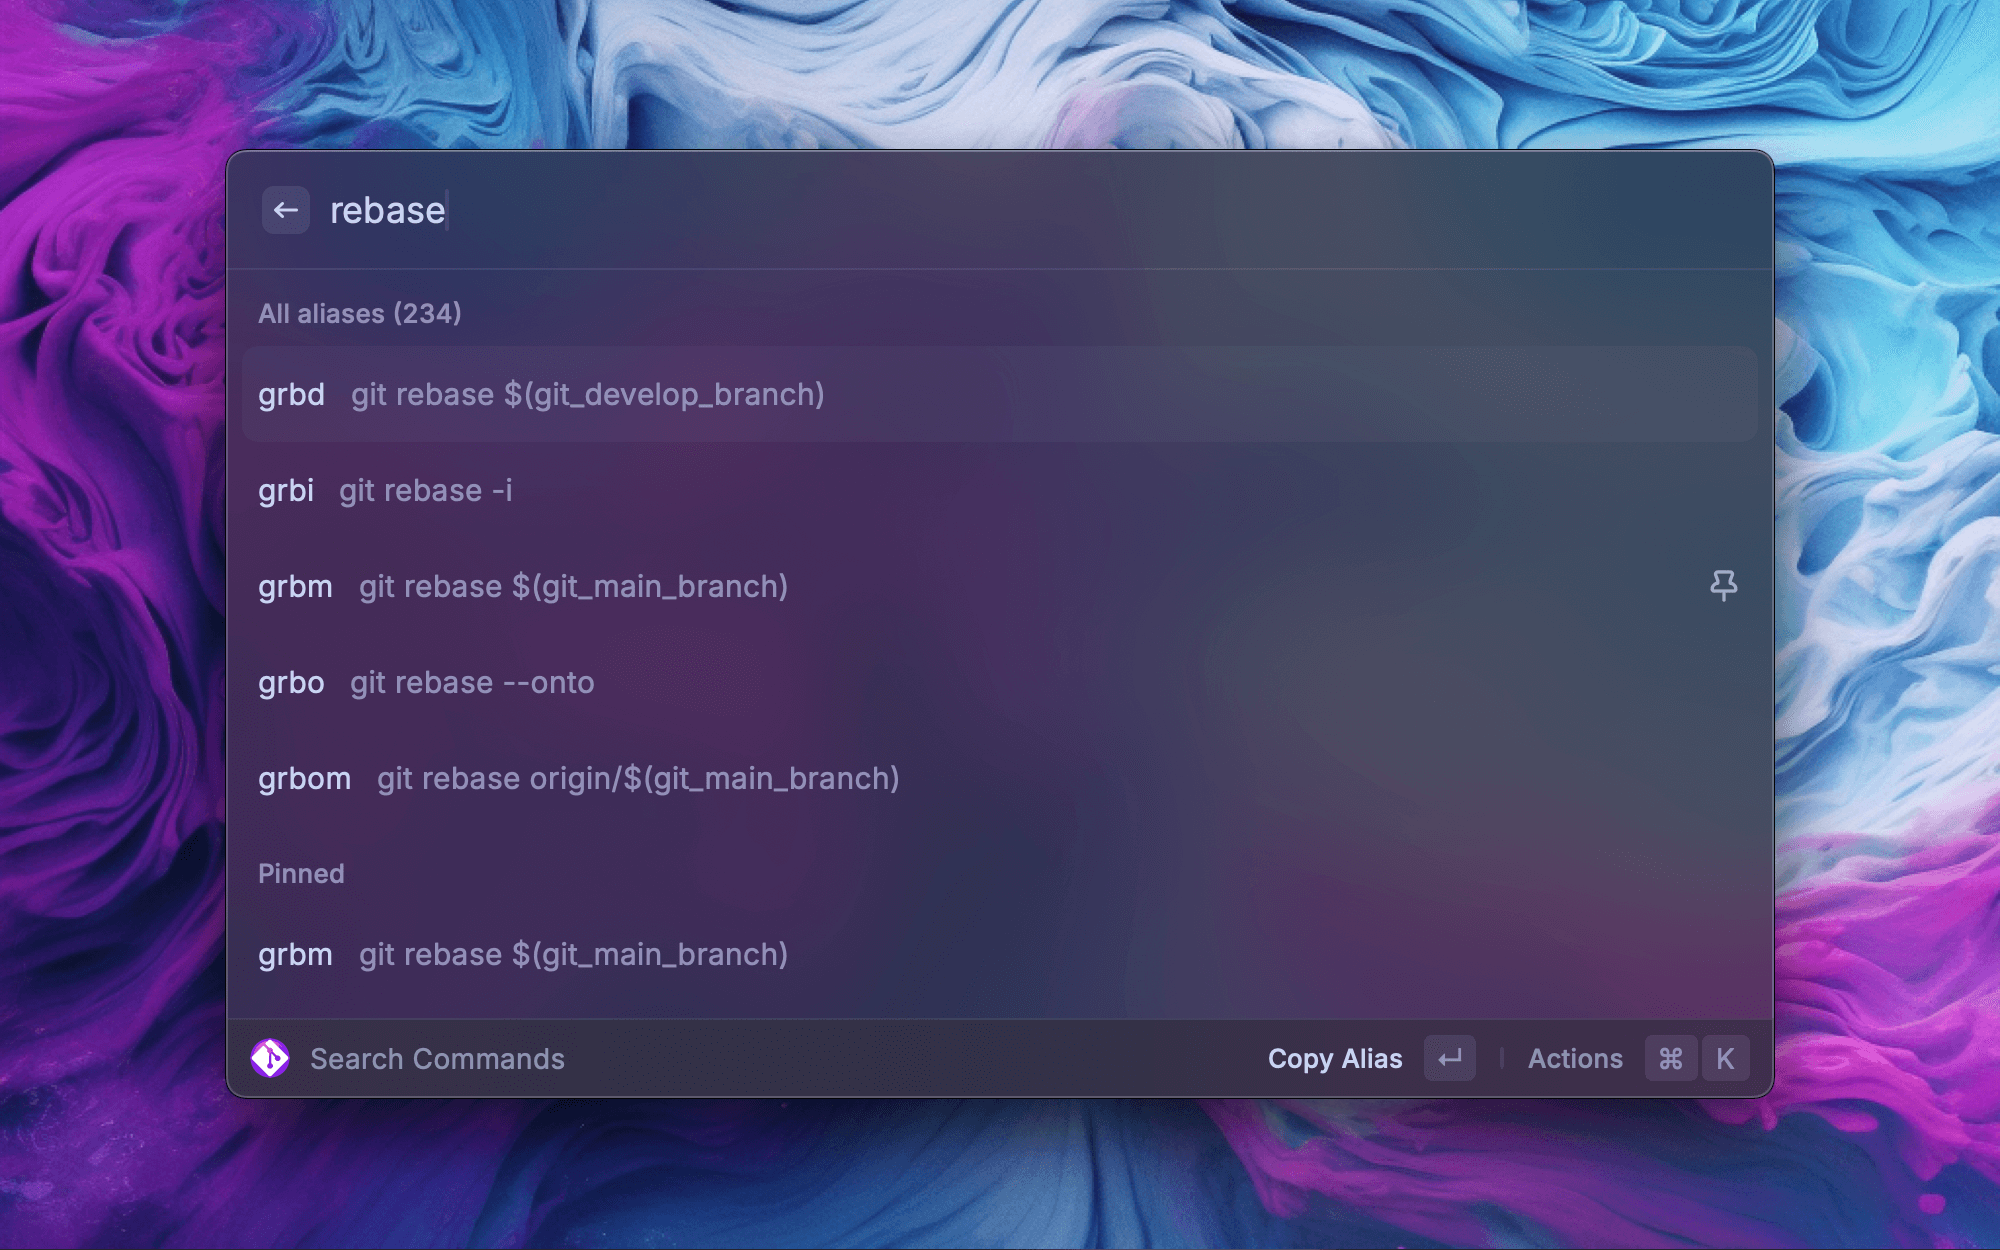 rebase
All aliases (234)
grbd git rebase $(git_develop_branch)
grbi git rebase -i
grbm git rebase $(git_main_branch)
grbo git rebase --onto
grbom git rebase origin/$(git_main_branch)
Pinned
grbm git rebase $(git_main_branch)
Search Commands Copy Alias ↵ Actions ⌘ K